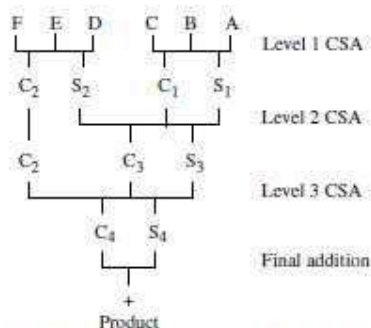 F E D C B A
Level 1 CSA
C₂ S₂ C₁ S₁
Level 2 CSA
C₂ C₃ S₃
Level 3 CSA
C₄ S₄
Final addition
+
Product